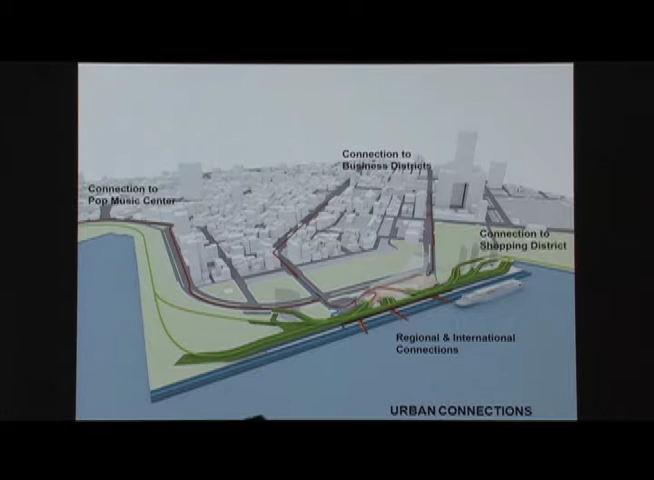 Connection to
Business Districts
Connection to
Pop Music Center
Connection to
Shopping District
Regional & International
Connections
URBAN CONNECTIONS